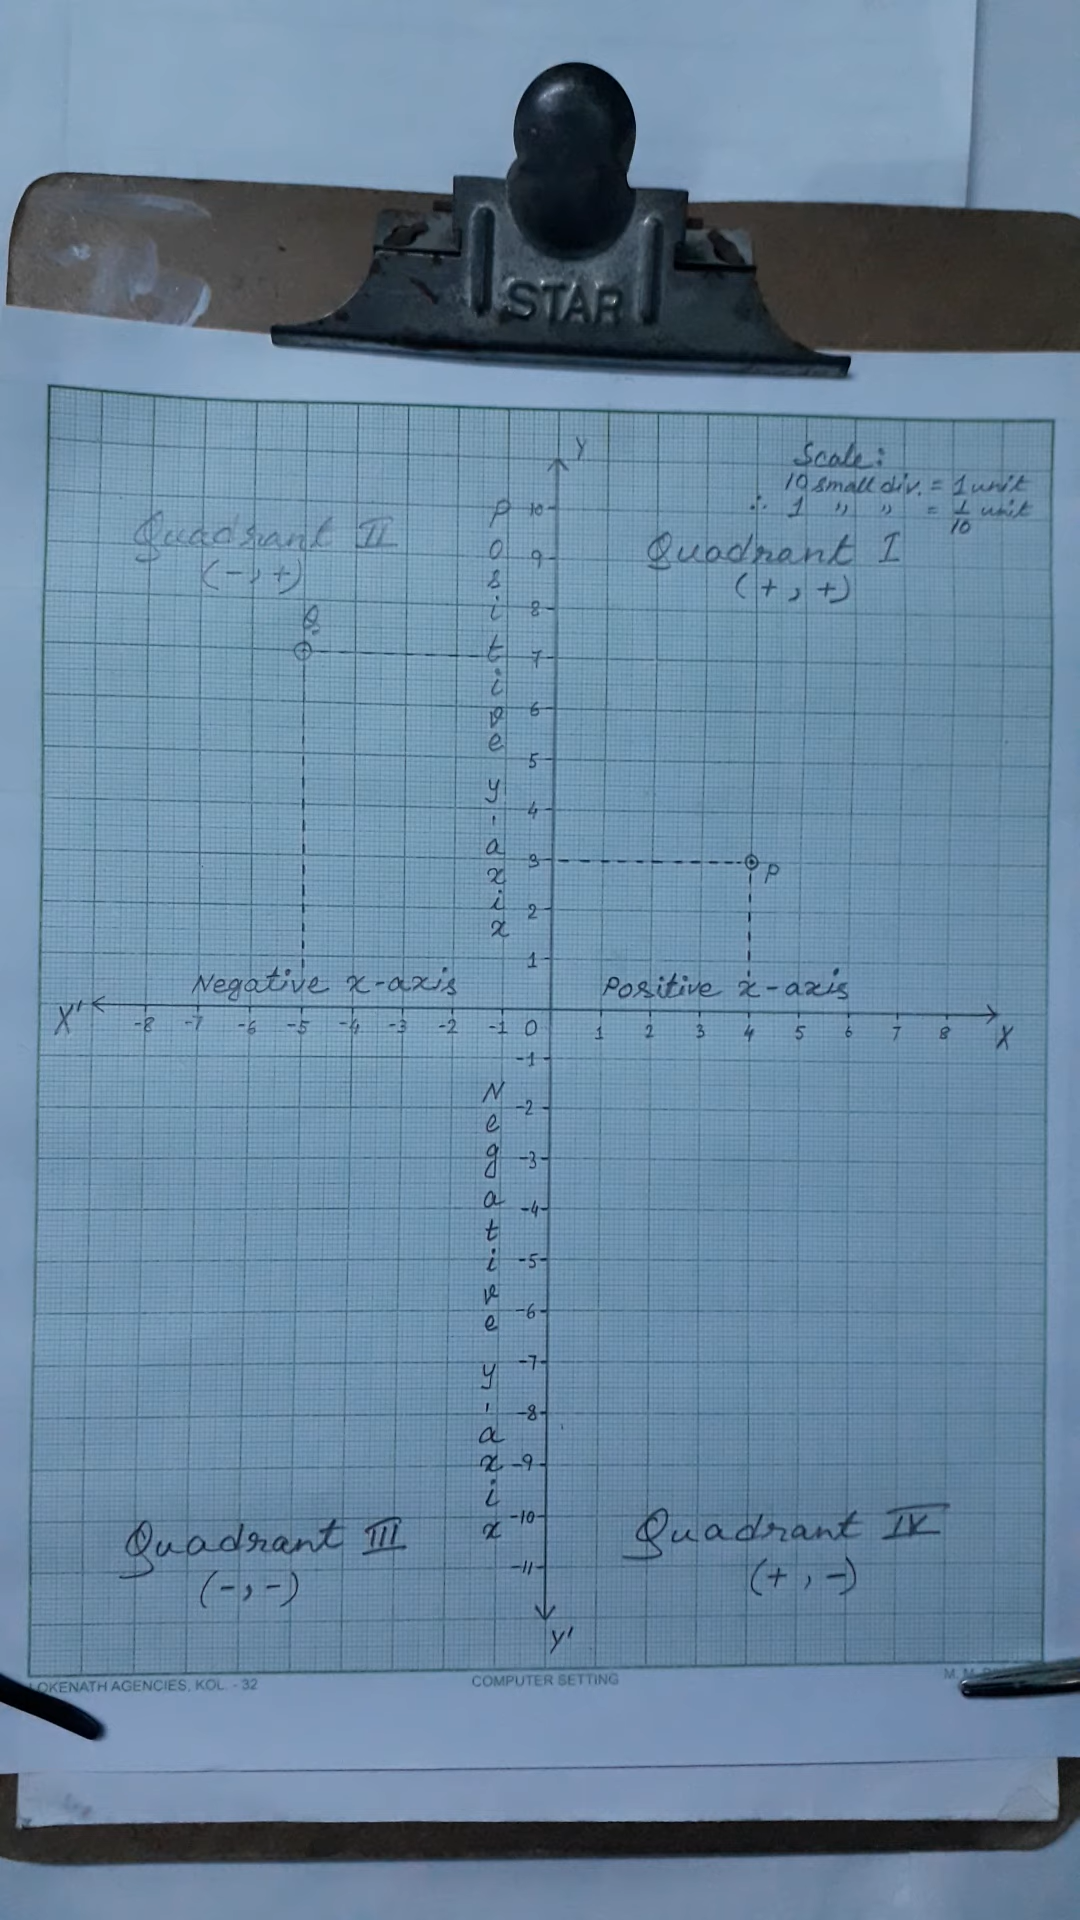 STAR
Y
Scale:
10 small div. = 1 unit
∴ 1 " " = 1/10 unit
Quadrant II
(-, +)
Quadrant I
(+, +)
Positive y-axix
10
9
8
7
6
5
4
3
2
1
Q
P
Negative x-axis
Positive x-axis
X'
-8 -7 -6 -5 -4 -3 -2 -1 0 1 2 3 4 5 6 7 8
X
Negative y-axix
-1
-2
-3
-4
-5
-6
-7
-8
-9
-10
-11
Quadrant III
(-, -)
Quadrant IV
(+, -)
Y'
LOKENATH AGENCIES, KOL. - 32
COMPUTER SETTING
M. M.